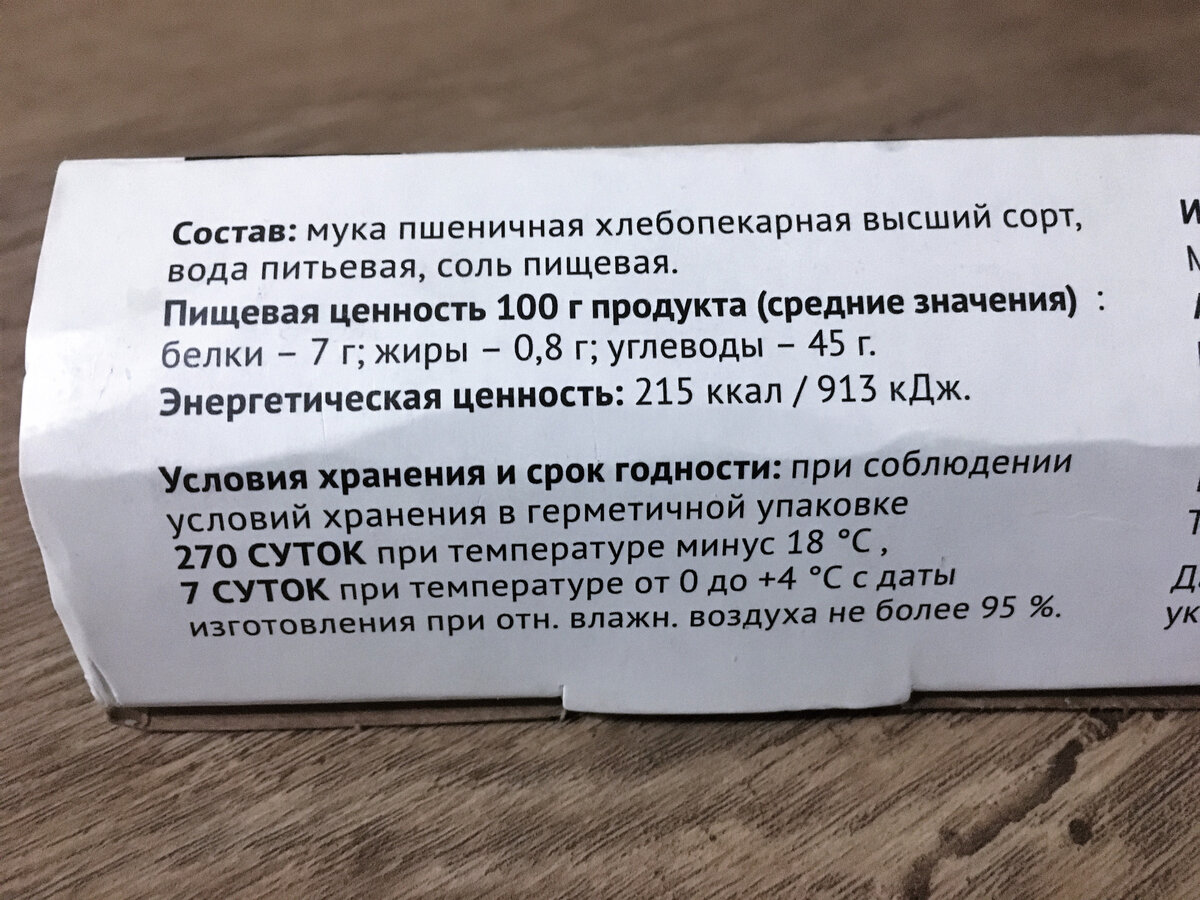 Состав: мука пшеничная хлебопекарная высший сорт,
вода питьевая, соль пищевая.
Пищевая ценность 100 г продукта (средние значения) :
белки – 7 г; жиры – 0,8 г; углеводы – 45 г.
Энергетическая ценность: 215 ккал / 913 кДж.
Условия хранения и срок годности: при соблюдении
условий хранения в герметичной упаковке
270 СУТОК при температуре минус 18 °С ,
7 СУТОК при температуре от 0 до +4 °С с даты
изготовления при отн. влажн. воздуха не более 95 %.